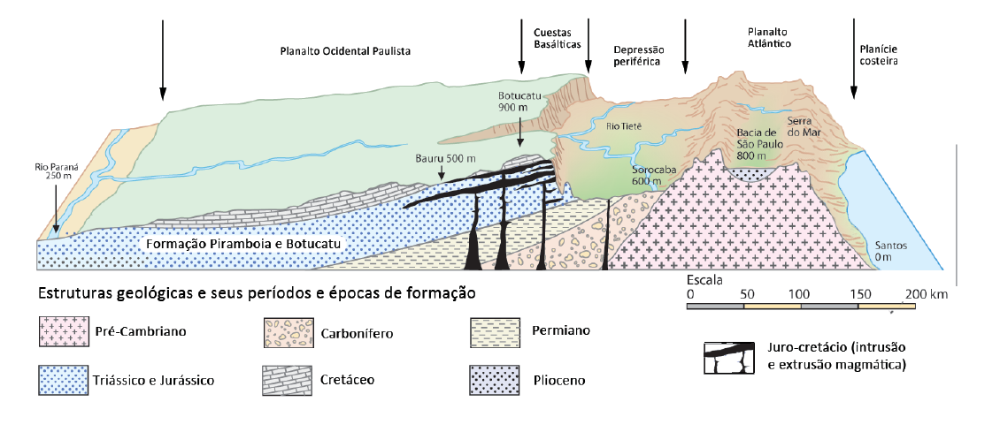 Planalto Ocidental Paulista
Cuestas
Basálticas
Depressão
periférica
Planalto
Atlântico
Planície
costeira
Botucatu
900 m
Rio Tietê
Bacia de
São Paulo
800 m
Serra
do Mar
Rio Paraná
250 m
Bauru 500 m
Sorocaba
600 m
Formação Piramboia e Botucatu
Santos
0 m
Estruturas geológicas e seus períodos e épocas de formação
Escala
0 50 100 150 200 km
Pré-Cambriano
Carbonífero
Permiano
Juro-cretácio (intrusão
e extrusão magmática)
Triássico e Jurássico
Cretáceo
Plioceno